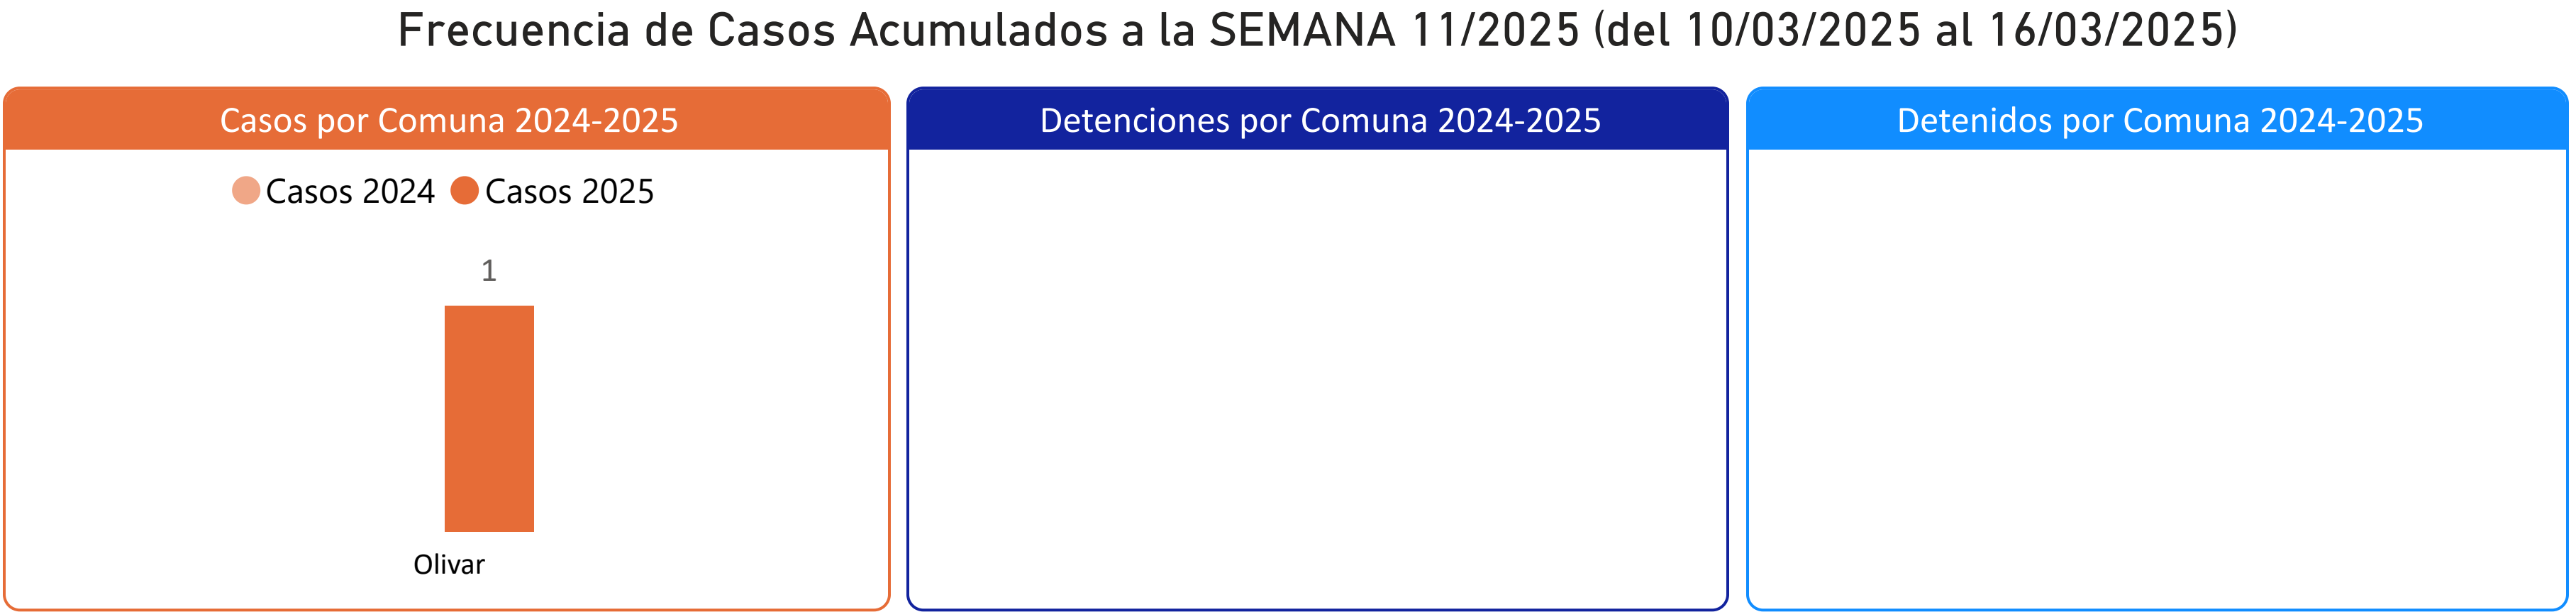 Frecuencia de Casos Acumulados a la SEMANA 11/2025 (del 10/03/2025 al 16/03/2025)
Casos por Comuna 2024-2025
Casos 2024 Casos 2025
1
Olivar
Detenciones por Comuna 2024-2025
Detenidos por Comuna 2024-2025